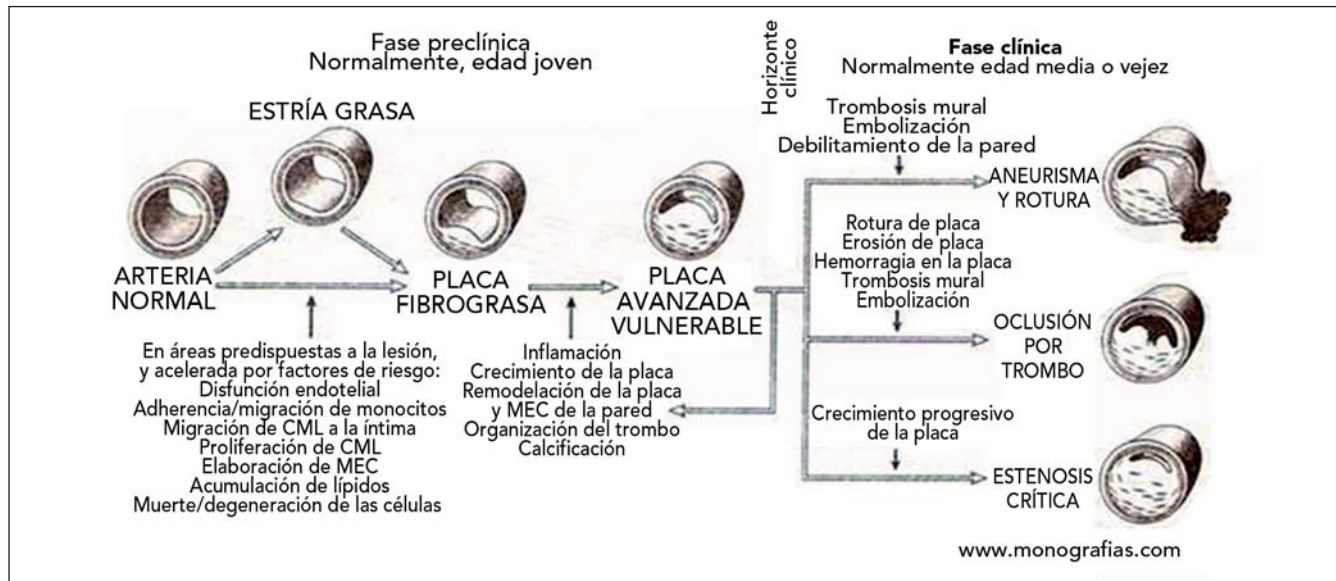 Fase preclínica
Normalmente, edad joven
Horizonte
clínico
Fase clínica
Normalmente edad media o vejez
ESTRÍA GRASA
ARTERIA
NORMAL
PLACA
FIBROGRASA
PLACA
AVANZADA
VULNERABLE
En áreas predispuestas a la lesión,
y acelerada por factores de riesgo:
Disfunción endotelial
Adherencia/migración de monocitos
Migración de CML a la íntima
Proliferación de CML
Elaboración de MEC
Acumulación de lípidos
Muerte/degeneración de las células
Inflamación
Crecimiento de la placa
Remodelación de la placa
y MEC de la pared
Organización del trombo
Calcificación
Trombosis mural
Embolización
Debilitamiento de la pared
ANEURISMA
Y ROTURA
Rotura de placa
Erosión de placa
Hemorragia en la placa
Trombosis mural
Embolización
OCLUSIÓN
POR
TROMBO
Crecimiento progresivo
de la placa
ESTENOSIS
CRÍTICA
www.monografias.com